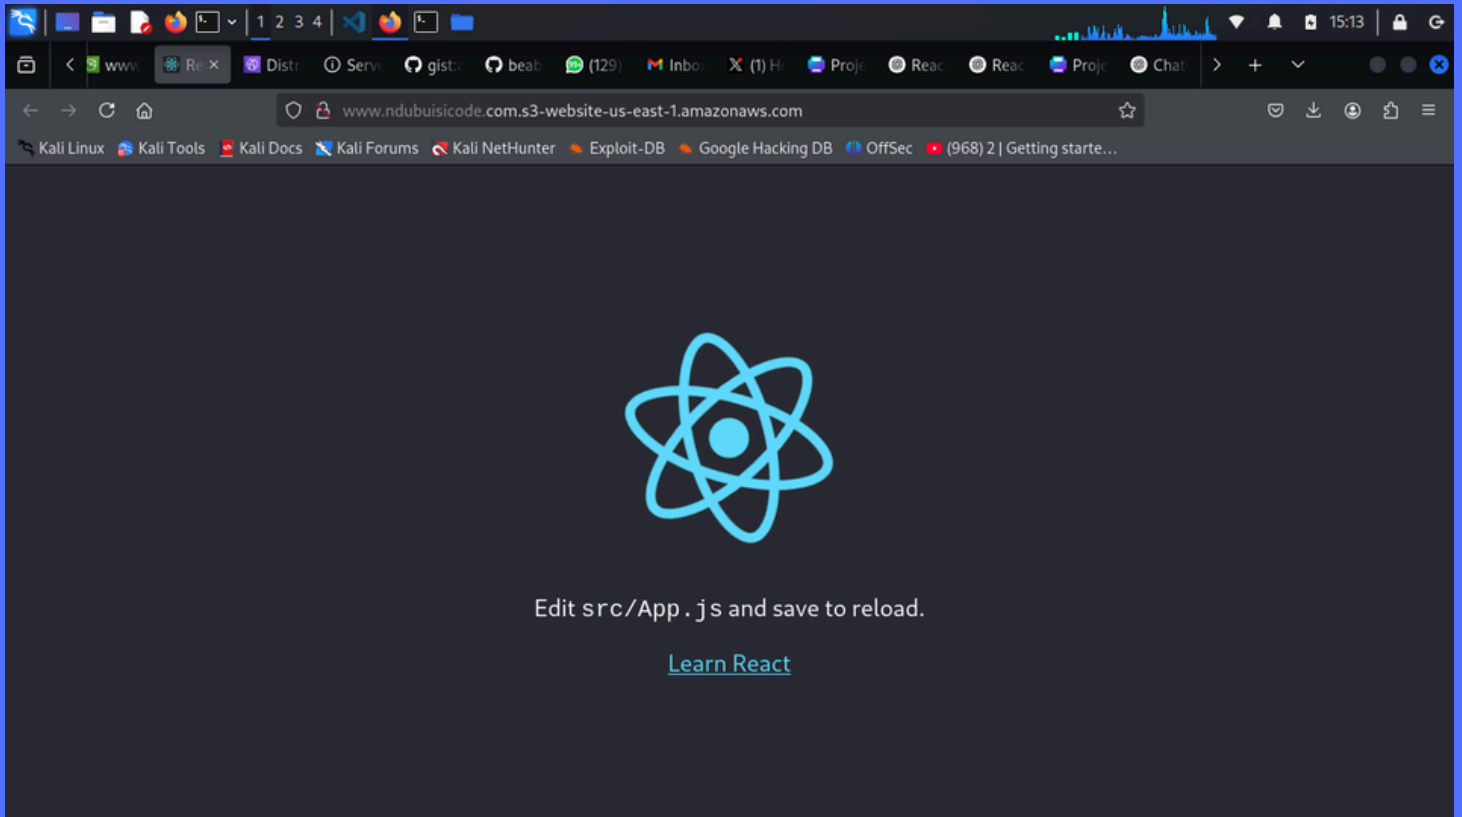 1 2 3 4 15:13
www Re Distr Serv gist: beab (129) Inbo (1) H Proje Reac Reac Proje Chat
www.ndubuisicode.com.s3-website-us-east-1.amazonaws.com
Kali Linux Kali Tools Kali Docs Kali Forums Kali NetHunter Exploit-DB Google Hacking DB OffSec (968) 2 | Getting starte…
Edit src/App.js and save to reload.
Learn React